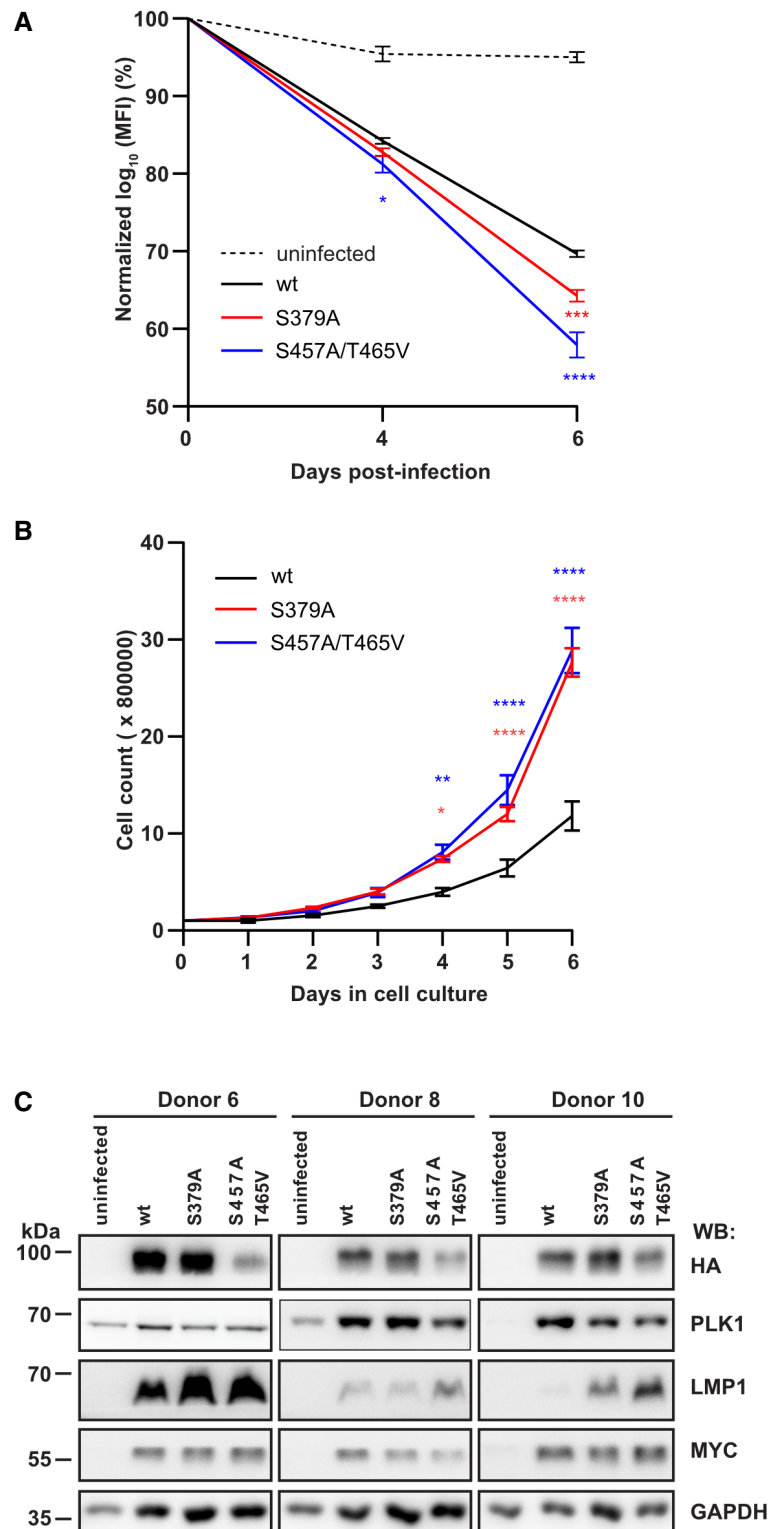 A
Normalized log10 (MFI) (%)
100
90
80
70
60
50
uninfected
wt
S379A
S457A/T465V
*
***
****
0
4
6
Days post-infection
B
Cell count ( x 800000)
40
30
20
10
0
wt
S379A
S457A/T465V
**
*
****
****
****
****
0 1 2 3 4 5 6
Days in cell culture
C
Donor 6 Donor 8 Donor 10
uninfected wt S379A S457A T465V uninfected wt S379A S457A T465V uninfected wt S379A S457A T465V
kDa WB:
100 HA
70 PLK1
70 LMP1
55 MYC
35 GAPDH